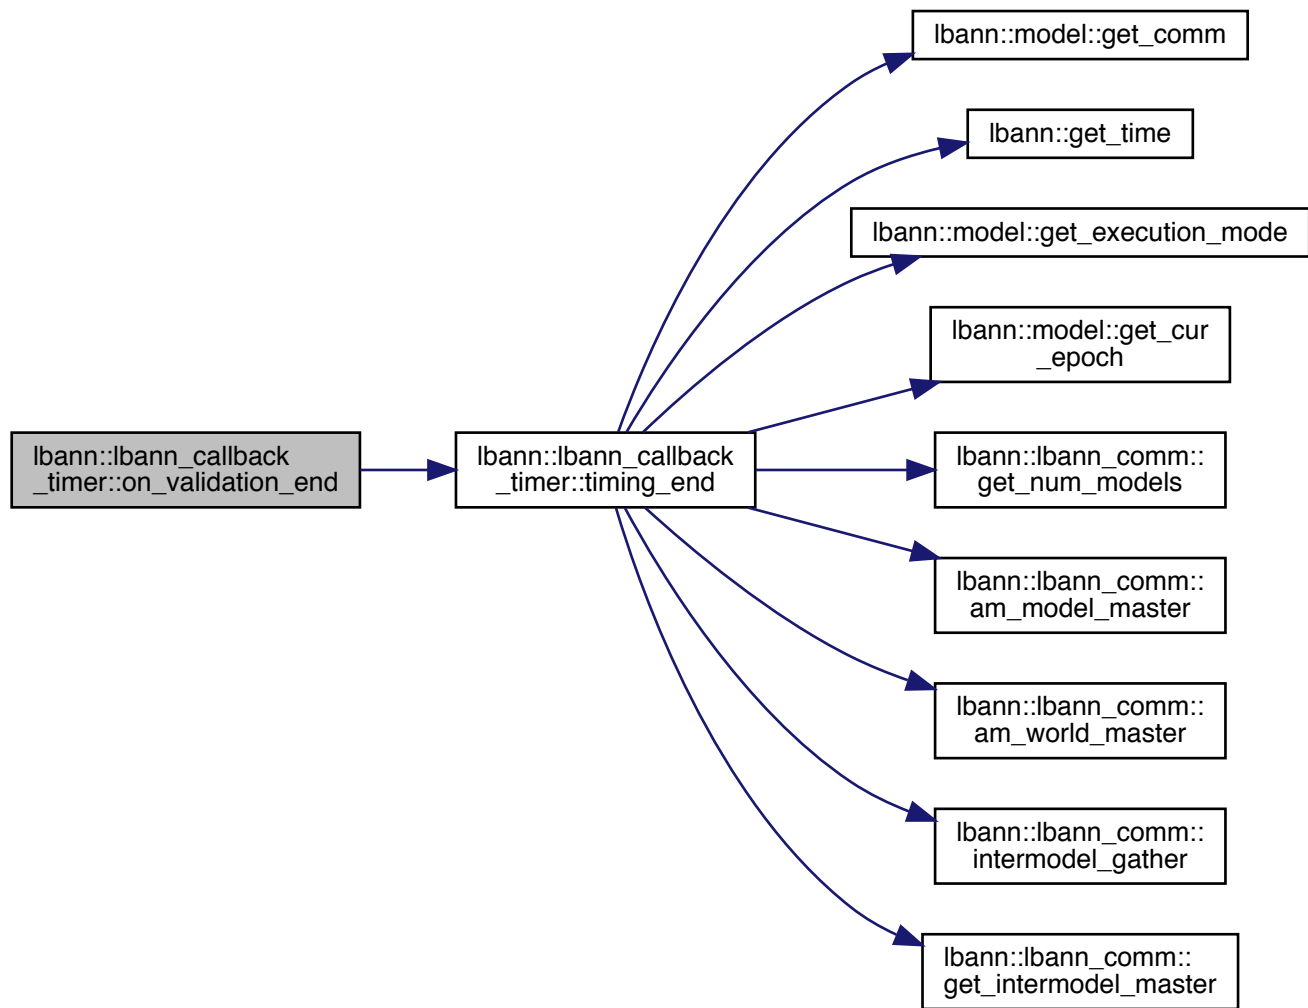 lbann::model::get_comm
lbann::get_time
lbann::model::get_execution_mode
lbann::model::get_cur
_epoch
lbann::lbann_callback
_timer::on_validation_end
lbann::lbann_callback
_timer::timing_end
lbann::lbann_comm::
get_num_models
lbann::lbann_comm::
am_model_master
lbann::lbann_comm::
am_world_master
lbann::lbann_comm::
intermodel_gather
lbann::lbann_comm::
get_intermodel_master